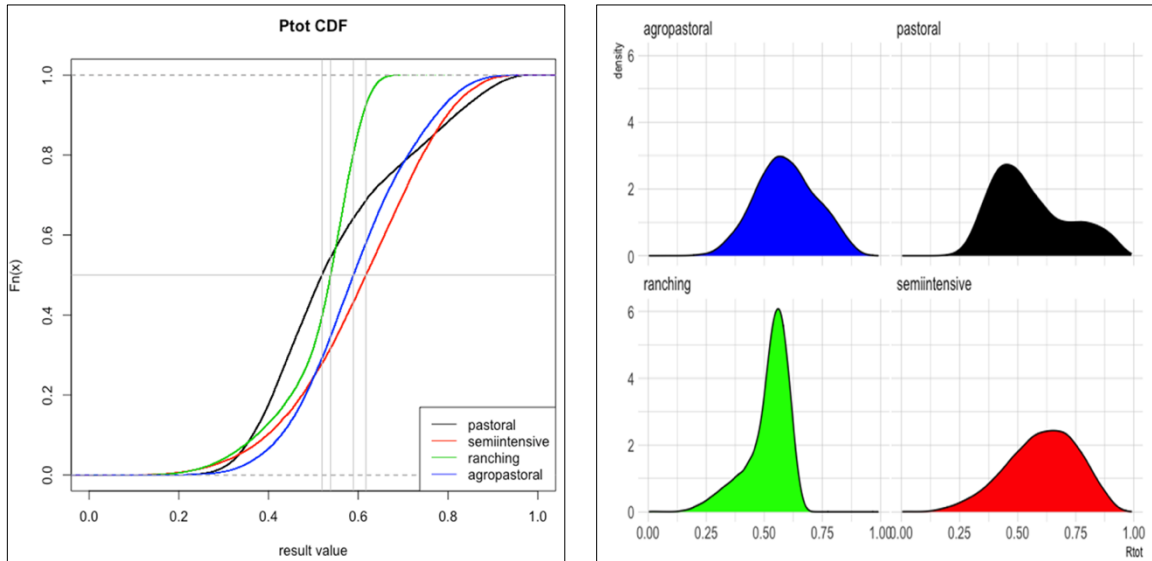 Ptot CDF
Fn(x)
1.0
0.8
0.6
0.4
0.2
0.0
0.0 0.2 0.4 0.6 0.8 1.0
result value
pastoral
semiintensive
ranching
agropastoral
agropastoral pastoral
density
6
4
2
0
ranching semiintensive
6
4
2
0
0.00 0.25 0.50 0.75 1.000.00 0.25 0.50 0.75 1.00
Rtot